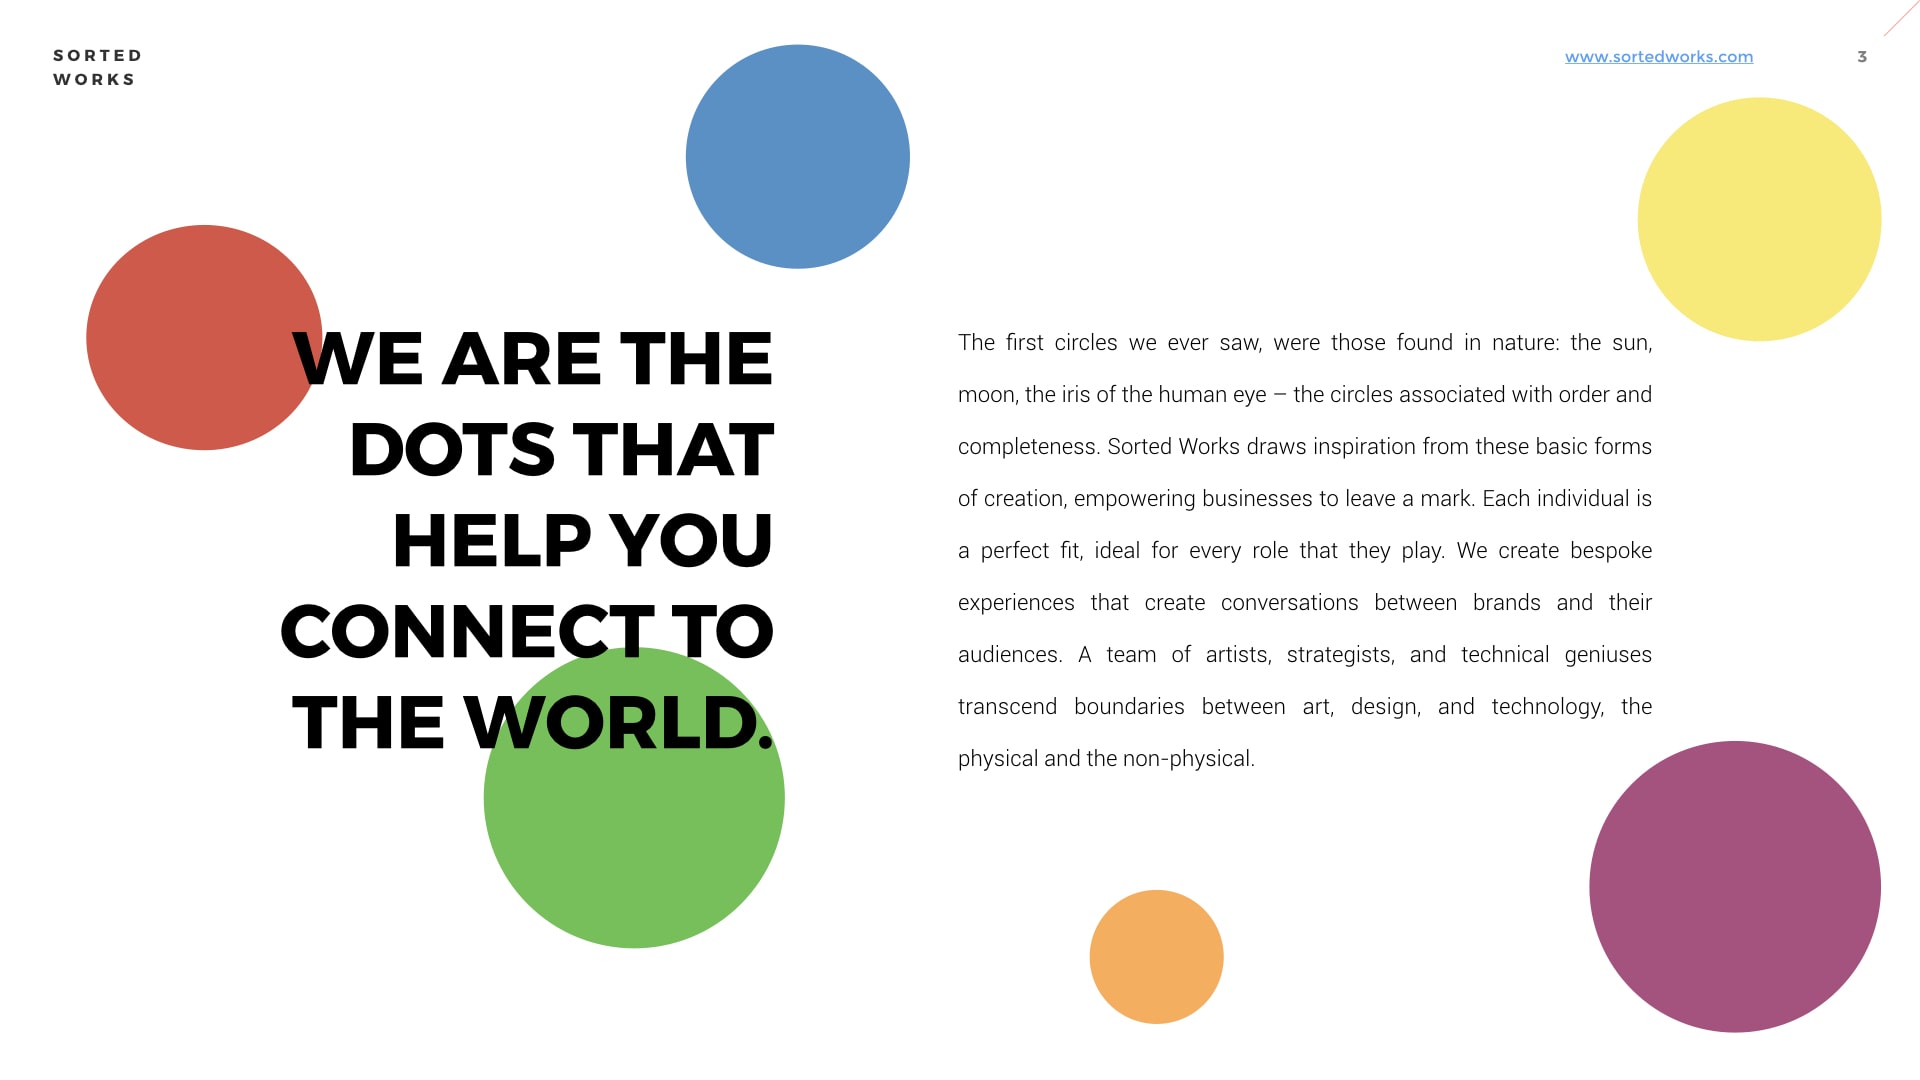 SORTED
WORKS
www.sortedworks.com
3
WE ARE THE
DOTS THAT
HELP YOU
CONNECT TO
THE WORLD.
The first circles we ever saw, were those found in nature: the sun,
moon, the iris of the human eye – the circles associated with order and
completeness. Sorted Works draws inspiration from these basic forms
of creation, empowering businesses to leave a mark. Each individual is
a perfect fit, ideal for every role that they play. We create bespoke
experiences that create conversations between brands and their
audiences. A team of artists, strategists, and technical geniuses
transcend boundaries between art, design, and technology, the
physical and the non-physical.